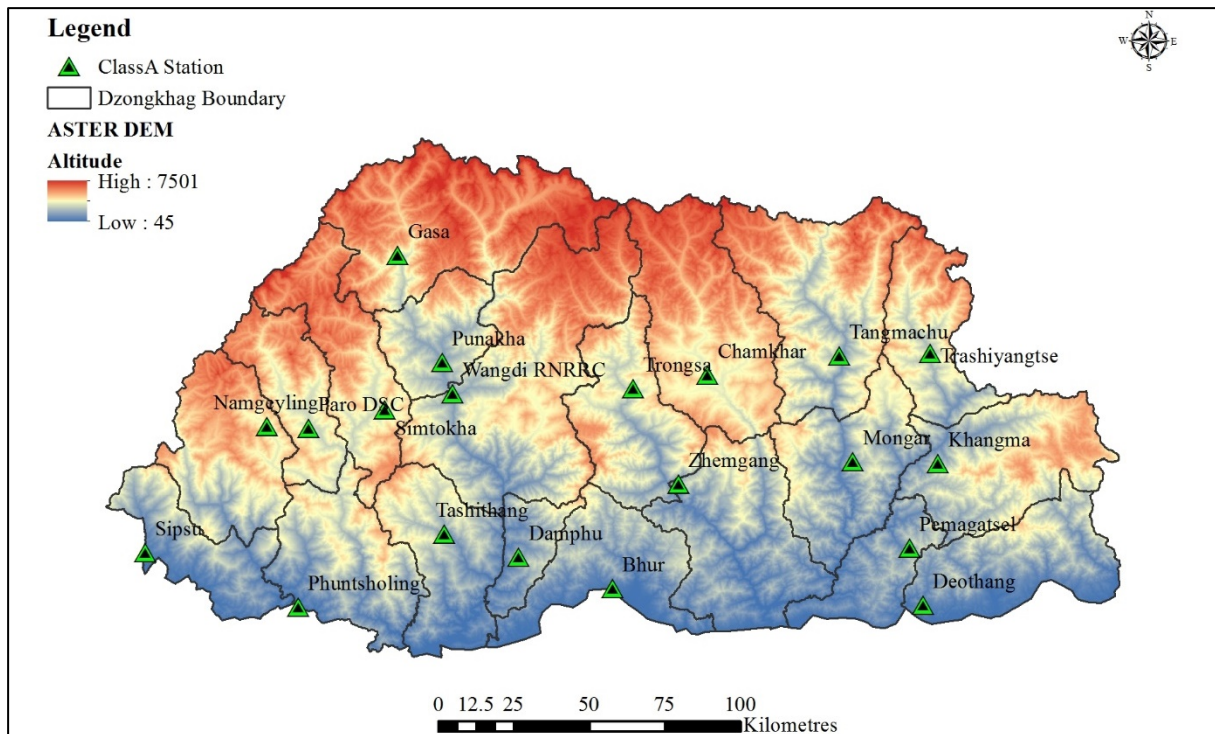 Legend
ClassA Station
Dzongkhag Boundary
ASTER DEM
Altitude
High : 7501
Low : 45
N
W E
S
Gasa
Punakha
Wangdi RNRRC
Trongsa
Chamkhar
Tangmachu
Trashiyangtse
Namgeyling
Paro DSC
Simtokha
Mongar
Khangma
Zhemgang
Sipsu
Tashithang
Damphu
Pemagatsel
Phuntsholing
Bhur
Deothang
0 12.5 25 50 75 100
Kilometres